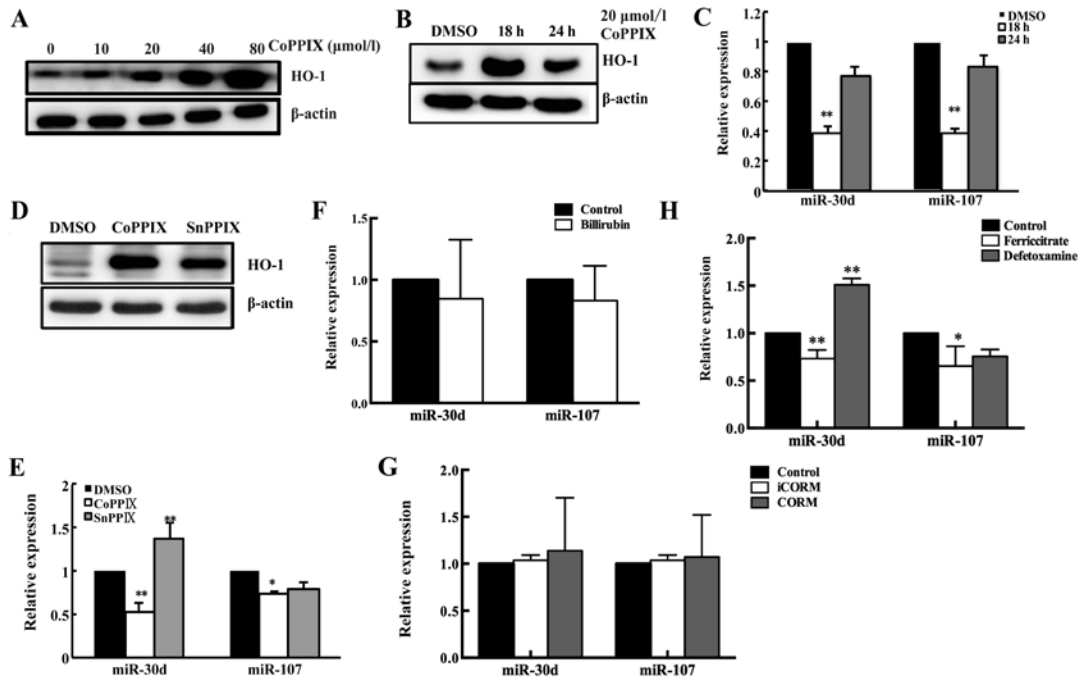 A
0 10 20 40 80 CoPPIX (μmol/l)
HO-1
β-actin
B
DMSO 18 h 24 h
20 μmol/l
CoPPIX
HO-1
β-actin
C
DMSO
18 h
24 h
Relative expression
1.2
1
0.8
0.4
0.2
0
** **
miR-30d miR-107
D
DMSO CoPPIX SnPPIX
HO-1
β-actin
F
Control
Billirubin
Relative expression
1.5
1.0
0.5
0.0
miR-30d miR-107
H
Control
Ferriccitrate
Defetoxamine
Relative expression
2.0
1.5
1.0
0.5
0.0
** ** *
miR-30d miR-107
E
DMSO
CoPPIX
SnPPIX
Relative expression
2
1.5
1
0.5
0
** ** *
miR-30d miR-107
G
Control
iCORM
CORM
Relative expression
2.0
1.5
1.0
0.5
0.0
miR-30d miR-107